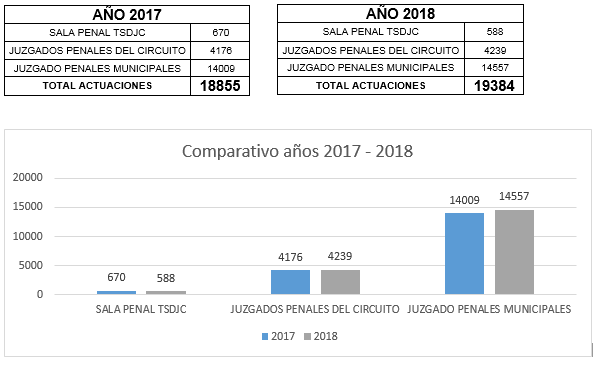 AÑO 2017
SALA PENAL TSDJC 670
JUZGADOS PENALES DEL CIRCUITO 4176
JUZGADO PENALES MUNICIPALES 14009
TOTAL ACTUACIONES 18855
AÑO 2018
SALA PENAL TSDJC 588
JUZGADOS PENALES DEL CIRCUITO 4239
JUZGADO PENALES MUNICIPALES 14557
TOTAL ACTUACIONES 19384
Comparativo años 2017 - 2018
20000
15000
10000
5000
0
670 588
4176 4239
14009 14557
SALA PENAL TSDJC JUZGADOS PENALES DEL CIRCUITO JUZGADO PENALES MUNICIPALES
2017 2018